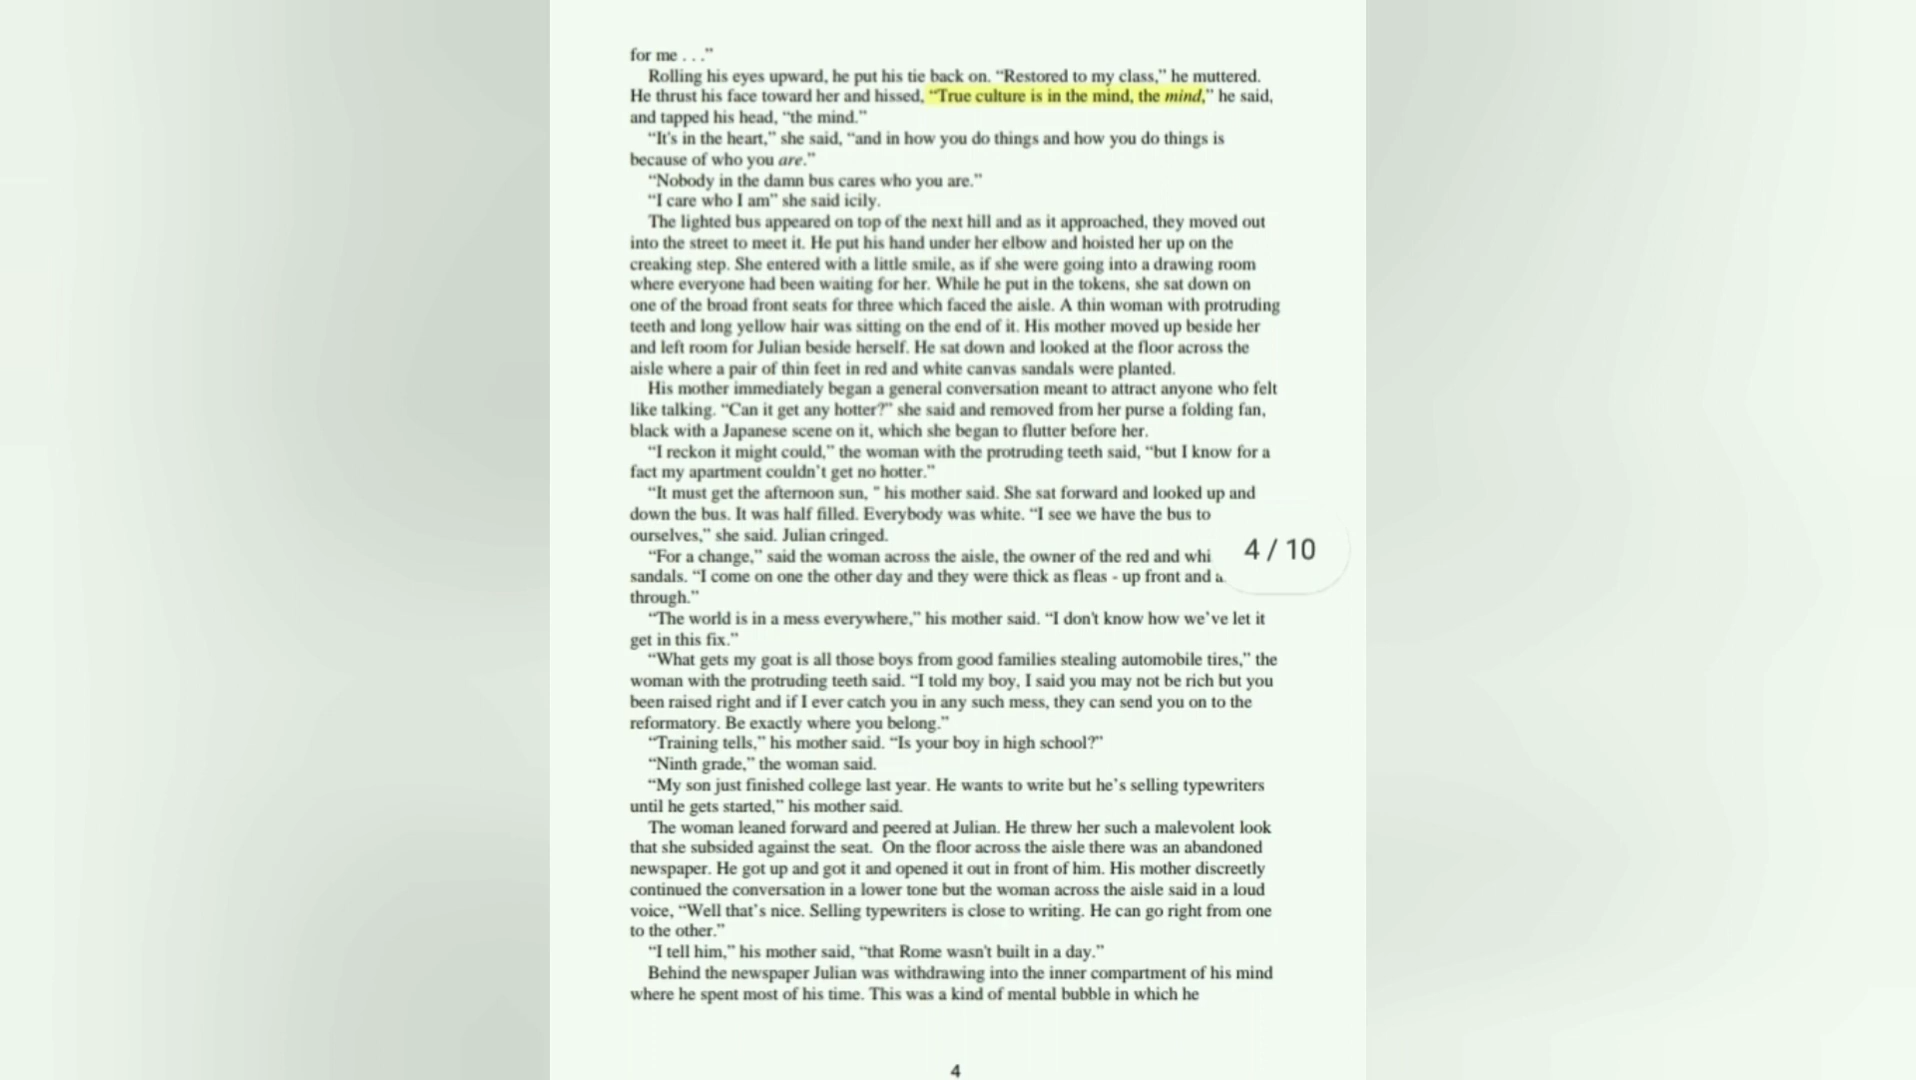 for me . . ."
Rolling his eyes upward, he put his tie back on. “Restored to my class,” he muttered.
He thrust his face toward her and hissed, “True culture is in the mind, the mind,” he said,
and tapped his head, “the mind.”
“It's in the heart,” she said, “and in how you do things and how you do things is
because of who you are.”
“Nobody in the damn bus cares who you are.”
“I care who I am” she said icily.
The lighted bus appeared on top of the next hill and as it approached, they moved out
into the street to meet it. He put his hand under her elbow and hoisted her up on the
creaking step. She entered with a little smile, as if she were going into a drawing room
where everyone had been waiting for her. While he put in the tokens, she sat down on
one of the broad front seats for three which faced the aisle. A thin woman with protruding
teeth and long yellow hair was sitting on the end of it. His mother moved up beside her
and left room for Julian beside herself. He sat down and looked at the floor across the
aisle where a pair of thin feet in red and white canvas sandals were planted.
His mother immediately began a general conversation meant to attract anyone who felt
like talking. “Can it get any hotter?” she said and removed from her purse a folding fan,
black with a Japanese scene on it, which she began to flutter before her.
“I reckon it might could,” the woman with the protruding teeth said, “but I know for a
fact my apartment couldn't get no hotter.”
“It must get the afternoon sun, " his mother said. She sat forward and looked up and
down the bus. It was half filled. Everybody was white. “I see we have the bus to
ourselves,” she said. Julian cringed.
“For a change,” said the woman across the aisle, the owner of the red and whi
sandals. “I come on one the other day and they were thick as fleas - up front and a
through.”
“The world is in a mess everywhere,” his mother said. “I don't know how we've let it
get in this fix.”
“What gets my goat is all those boys from good families stealing automobile tires,” the
woman with the protruding teeth said. “I told my boy, I said you may not be rich but you
been raised right and if I ever catch you in any such mess, they can send you on to the
reformatory. Be exactly where you belong.”
“Training tells,” his mother said. “Is your boy in high school?”
“Ninth grade,” the woman said.
“My son just finished college last year. He wants to write but he's selling typewriters
until he gets started,” his mother said.
The woman leaned forward and peered at Julian. He threw her such a malevolent look
that she subsided against the seat. On the floor across the aisle there was an abandoned
newspaper. He got up and got it and opened it out in front of him. His mother discreetly
continued the conversation in a lower tone but the woman across the aisle said in a loud
voice, “Well that's nice. Selling typewriters is close to writing. He can go right from one
to the other.”
“I tell him,” his mother said, “that Rome wasn't built in a day.”
Behind the newspaper Julian was withdrawing into the inner compartment of his mind
where he spent most of his time. This was a kind of mental bubble in which he
4 / 10
4